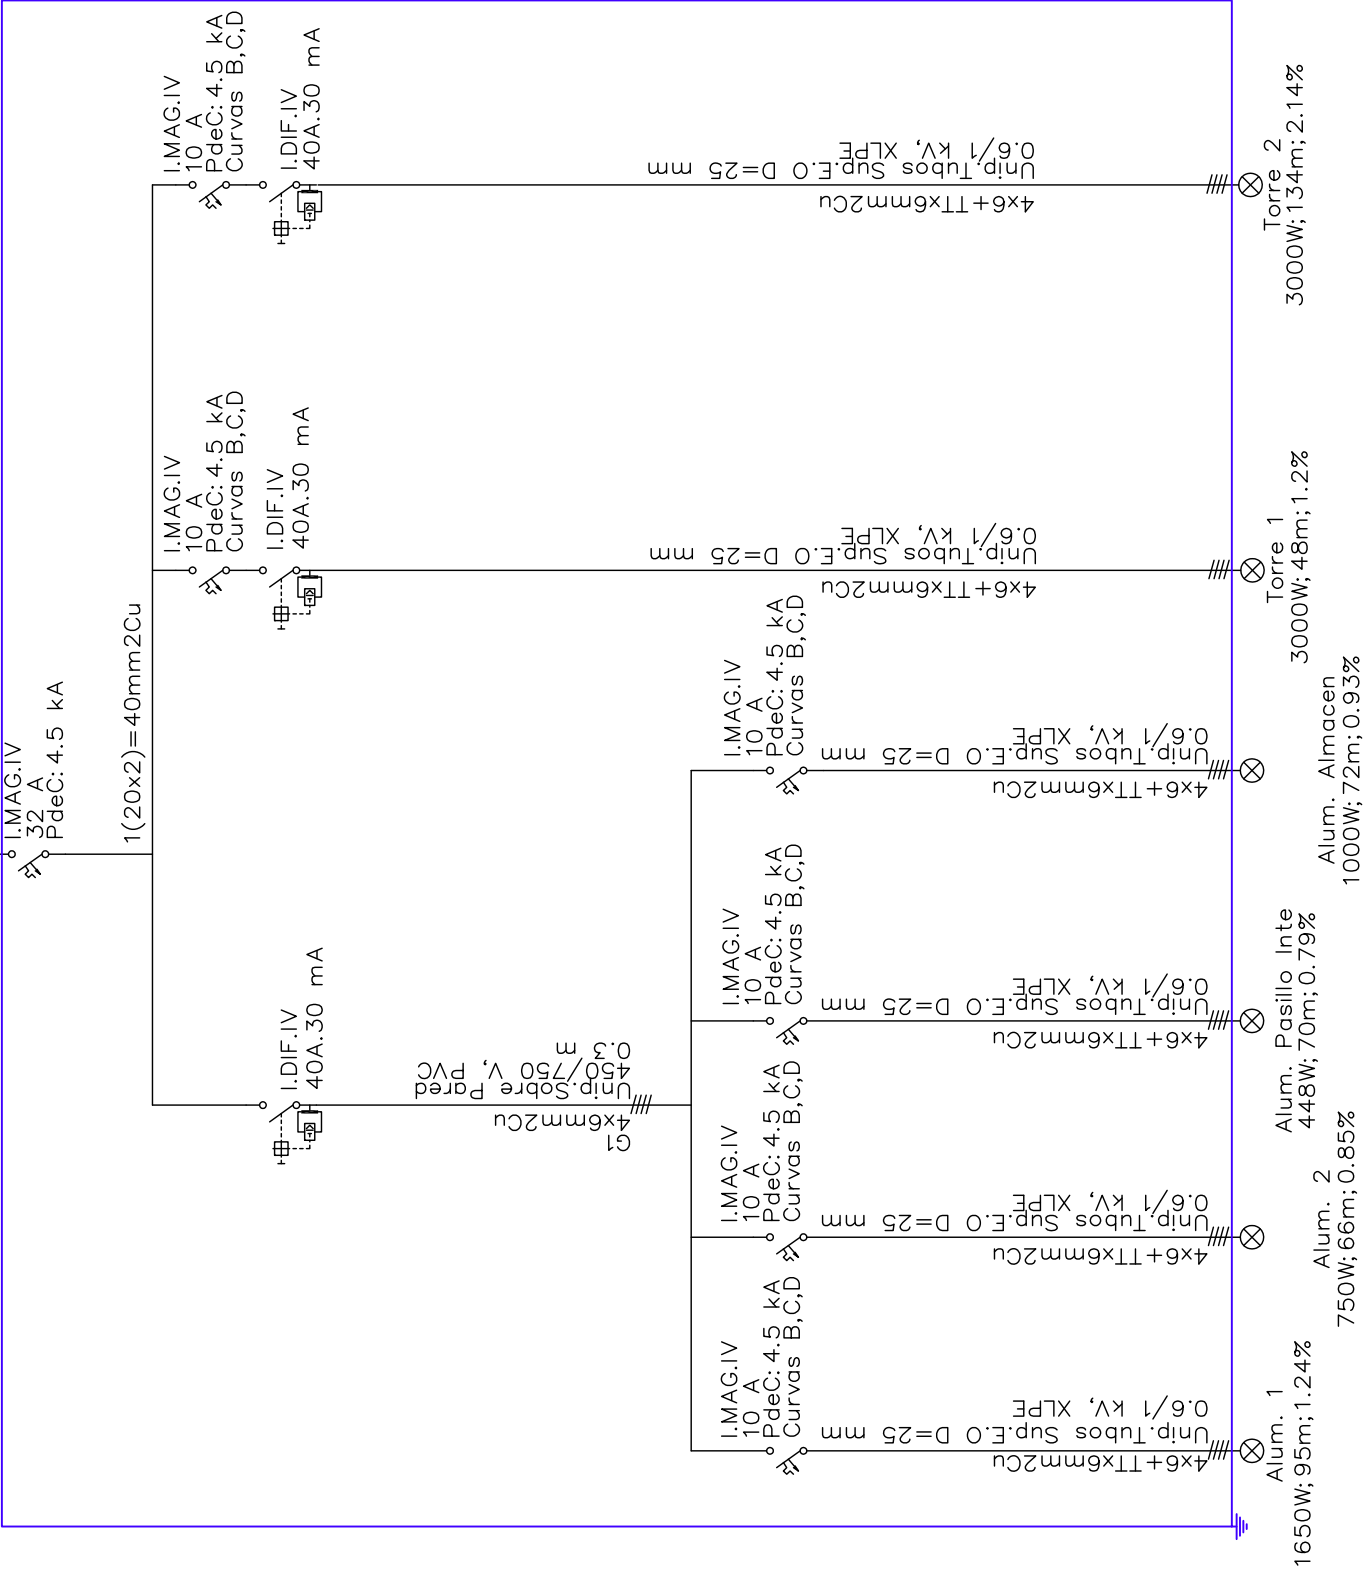 I.MAG.IV
32 A
PdeC: 4.5 kA
1(20x2)=40mm2Cu
I.DIF.IV
40A.30 mA
G1
4x6mm2Cu
Unip.Sobre Pared
450/750 V, PVC
0.3 m
I.MAG.IV
10 A
PdeC: 4.5 kA
Curvas B,C,D
4x6+TTx6mm2Cu
Unip.Tubos Sup.E.O D=25 mm
0.6/1 kV, XLPE
Alum. 1
1650W; 95m; 1.24%
I.MAG.IV
10 A
PdeC: 4.5 kA
Curvas B,C,D
4x6+TTx6mm2Cu
Unip.Tubos Sup.E.O D=25 mm
0.6/1 kV, XLPE
Alum. 2
750W; 66m; 0.85%
I.MAG.IV
10 A
PdeC: 4.5 kA
Curvas B,C,D
4x6+TTx6mm2Cu
Unip.Tubos Sup.E.O D=25 mm
0.6/1 kV, XLPE
Alum. Pasillo Inte
448W; 70m; 0.79%
I.MAG.IV
10 A
PdeC: 4.5 kA
Curvas B,C,D
4x6+TTx6mm2Cu
Unip.Tubos Sup.E.O D=25 mm
0.6/1 kV, XLPE
Alum. Almacen
1000W; 72m; 0.93%
I.MAG.IV
10 A
PdeC: 4.5 kA
Curvas B,C,D
I.DIF.IV
40A.30 mA
4x6+TTx6mm2Cu
Unip.Tubos Sup.E.O D=25 mm
0.6/1 kV, XLPE
Torre 1
3000W; 48m; 1.2%
I.MAG.IV
10 A
PdeC: 4.5 kA
Curvas B,C,D
I.DIF.IV
40A.30 mA
4x6+TTx6mm2Cu
Unip.Tubos Sup.E.O D=25 mm
0.6/1 kV, XLPE
Torre 2
3000W; 134m; 2.14%